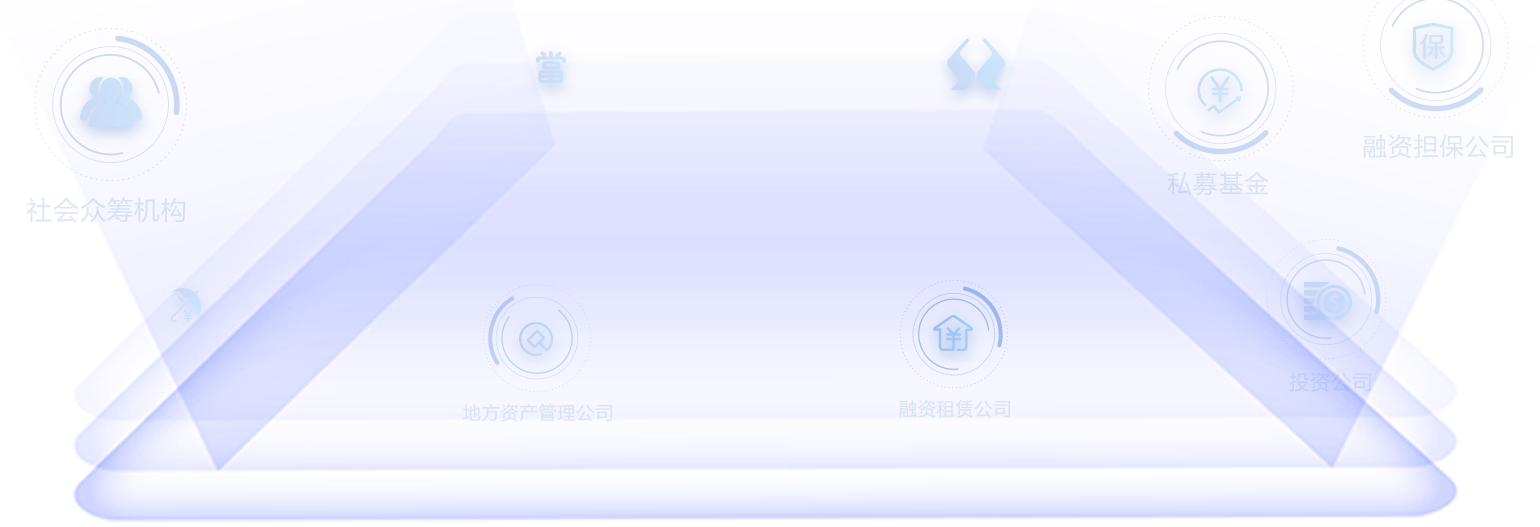 當
保
融资担保公司
私募基金
社会众筹机构
投资公司
融资租赁公司
地方资产管理公司